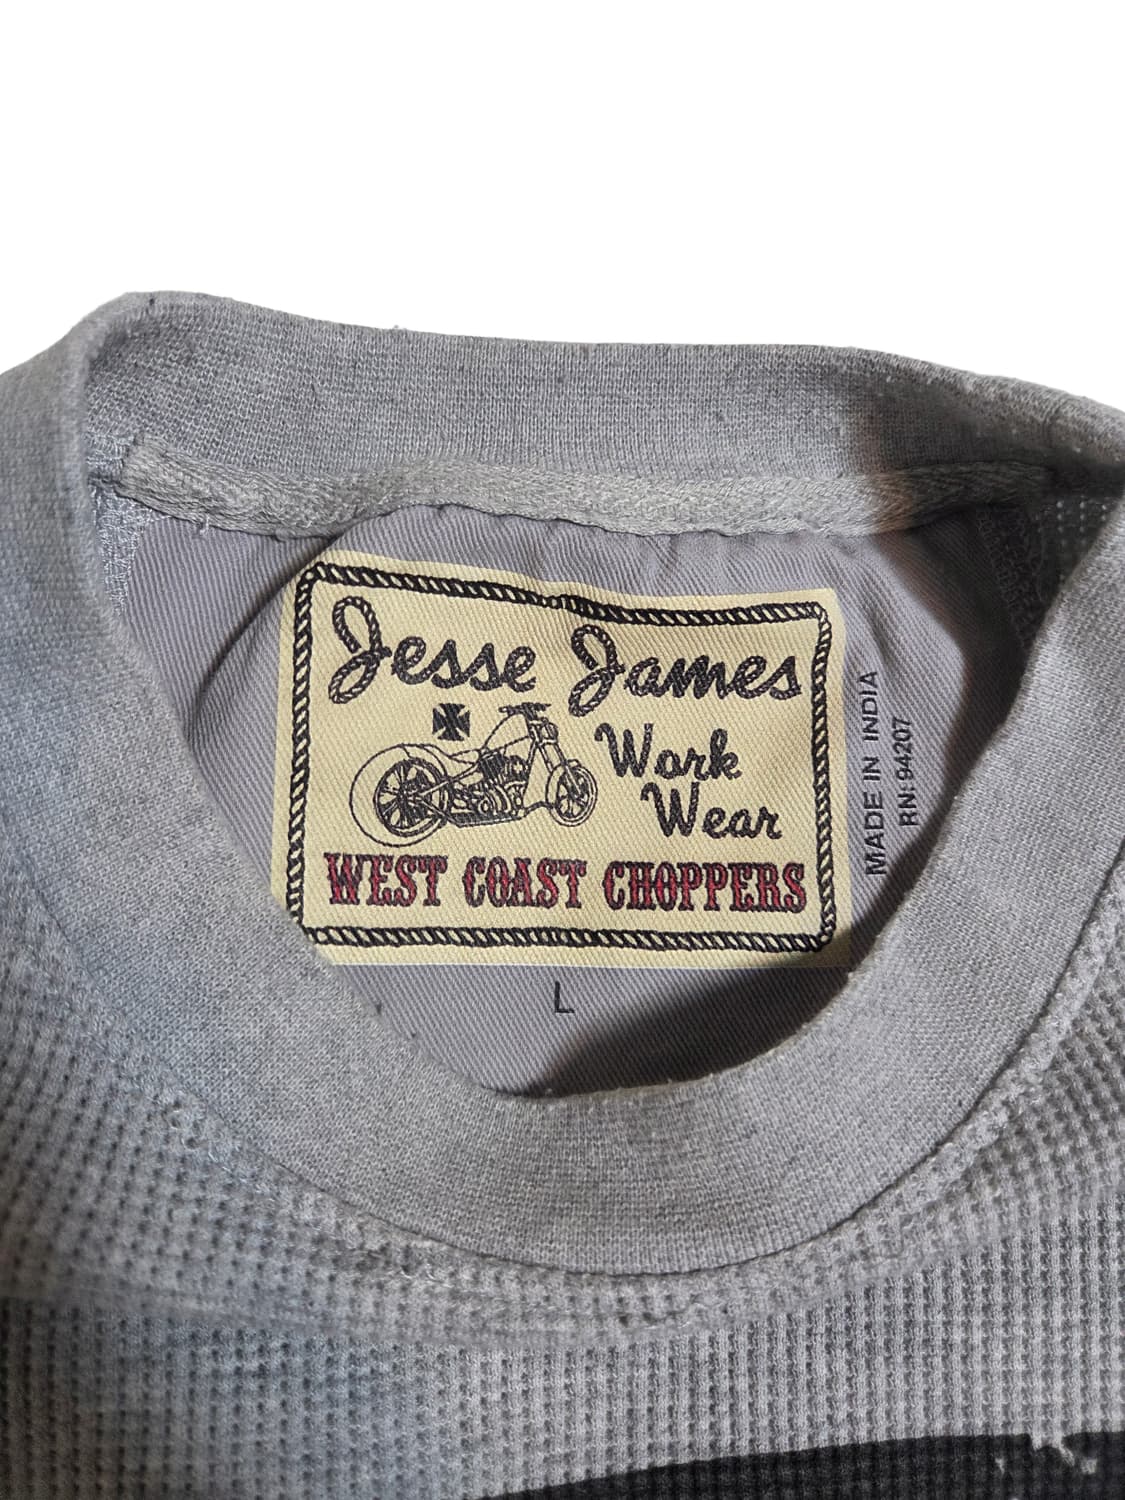 Jesse James
Work
Wear
WEST COAST CHOPPERS
L
MADE IN INDIA
RN: 94207